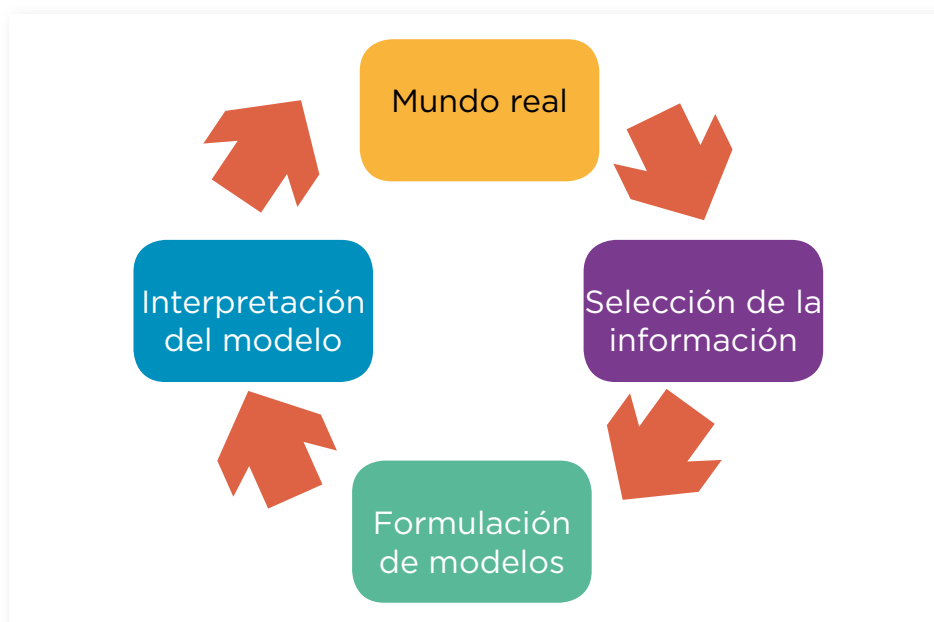 Mundo real
Selección de la
información
Formulación
de modelos
Interpretación
del modelo